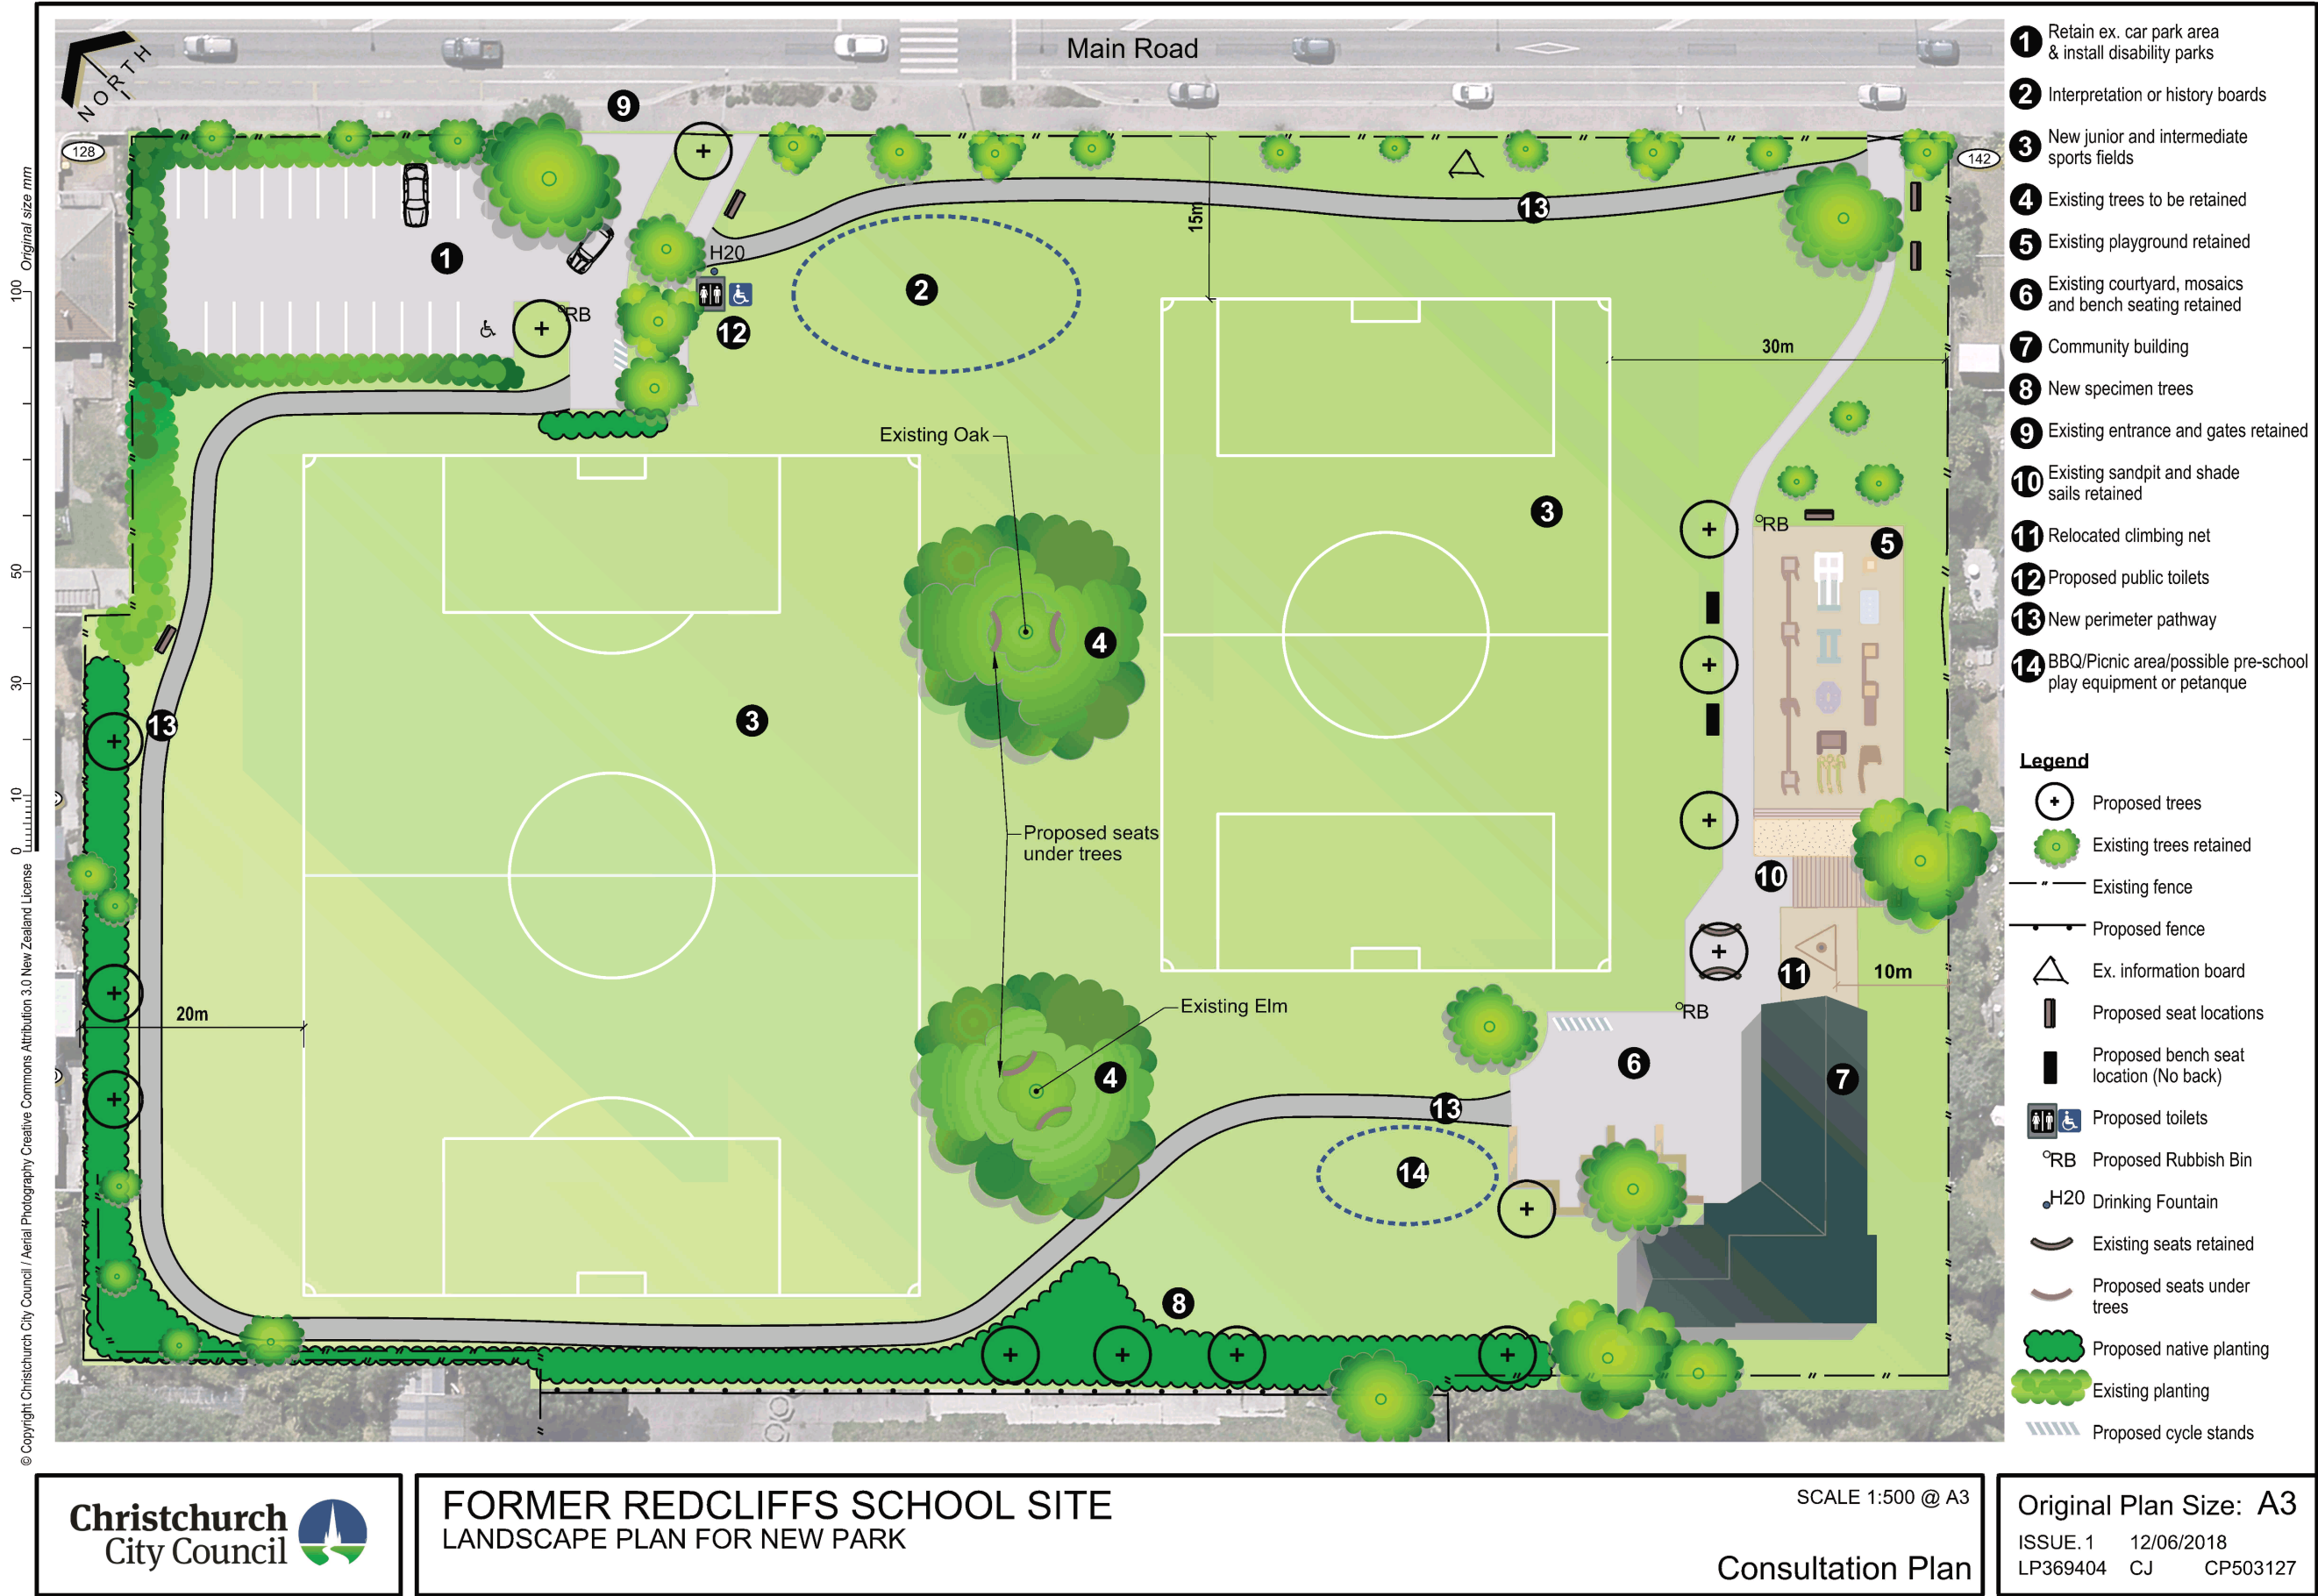 Main Road
NORTH
128
142
9
1
2
3
4
5
6
7
8
10
11
12
13
14
H20
RB
15m
30m
Existing Oak
3
3
4
Proposed seats
under trees
13
13
RB
20m
Existing Elm
4
10m
RB
13
100
50
30
10
0
Original size mm
© Copyright Christchurch City Council / Aerial Photography Creative Commons Attribution 3.0 New Zealand License
1 Retain ex. car park area
& install disability parks
2 Interpretation or history boards
3 New junior and intermediate
sports fields
4 Existing trees to be retained
5 Existing playground retained
6 Existing courtyard, mosaics
and bench seating retained
7 Community building
8 New specimen trees
9 Existing entrance and gates retained
10 Existing sandpit and shade
sails retained
11 Relocated climbing net
12 Proposed public toilets
13 New perimeter pathway
14 BBQ/Picnic area/possible pre-school
play equipment or petanque
Legend
Proposed trees
Existing trees retained
Existing fence
Proposed fence
Ex. information board
Proposed seat locations
Proposed bench seat
location (No back)
Proposed toilets
RB Proposed Rubbish Bin
H20 Drinking Fountain
Existing seats retained
Proposed seats under
trees
Proposed native planting
Existing planting
Proposed cycle stands
Christchurch
City Council
FORMER REDCLIFFS SCHOOL SITE
LANDSCAPE PLAN FOR NEW PARK
SCALE 1:500 @ A3
Consultation Plan
Original Plan Size: A3
ISSUE.1 12/06/2018
LP369404 CJ CP503127